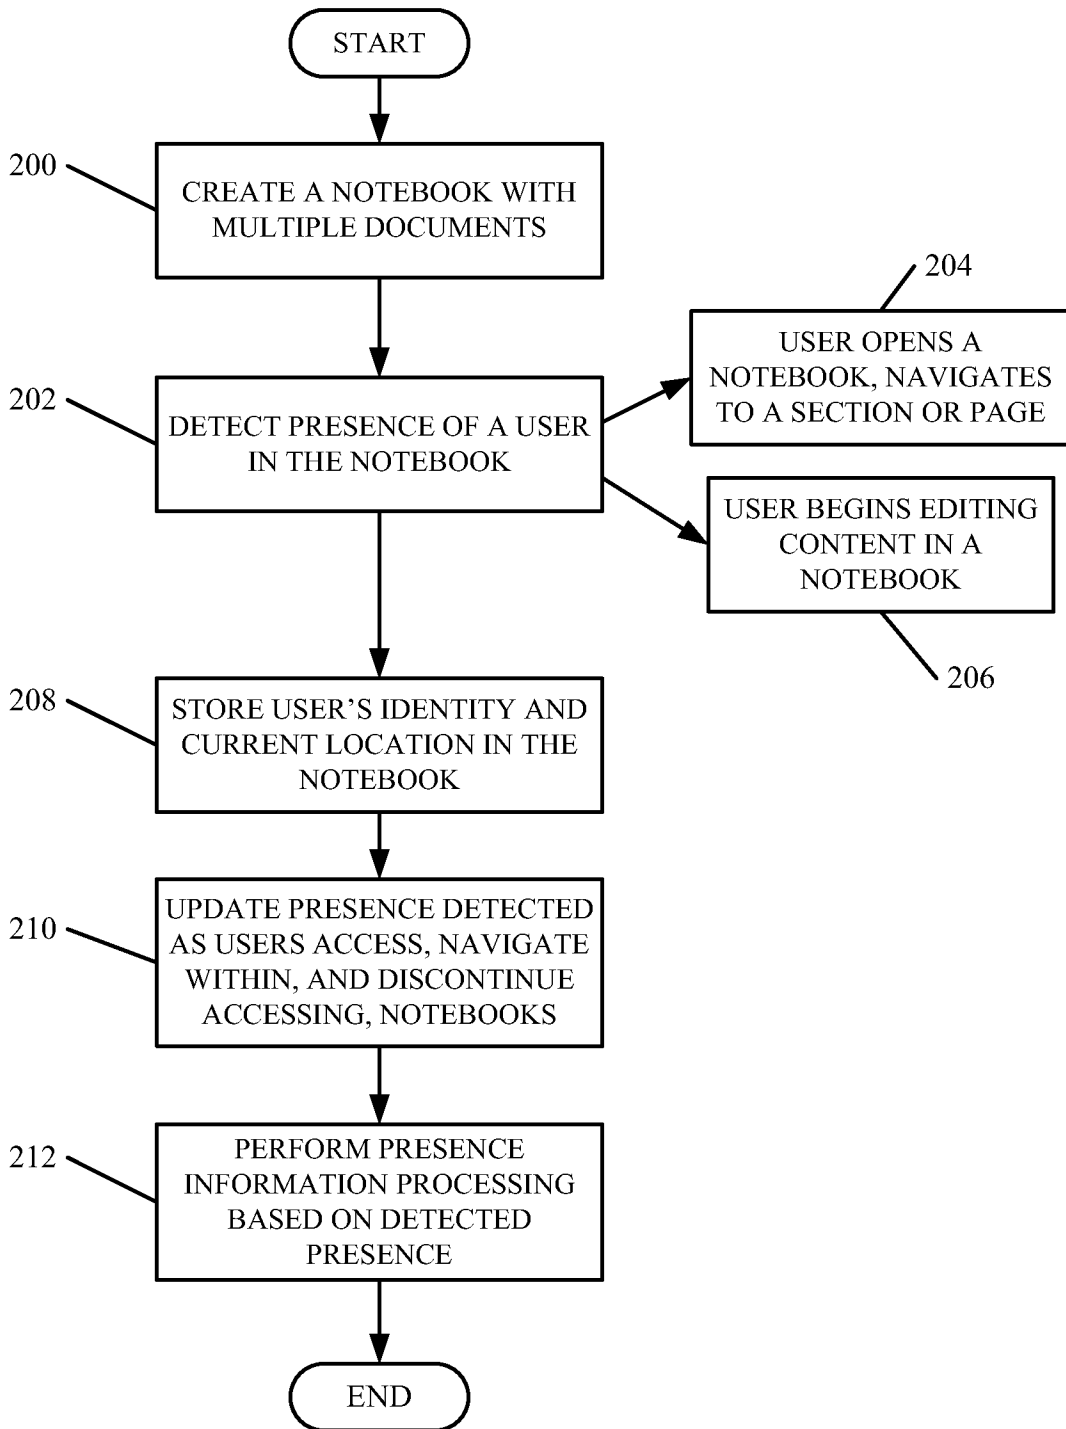 START
200
CREATE A NOTEBOOK WITH
MULTIPLE DOCUMENTS
204
USER OPENS A
NOTEBOOK, NAVIGATES
TO A SECTION OR PAGE
202
DETECT PRESENCE OF A USER
IN THE NOTEBOOK
USER BEGINS EDITING
CONTENT IN A
NOTEBOOK
206
208
STORE USER’S IDENTITY AND
CURRENT LOCATION IN THE
NOTEBOOK
210
UPDATE PRESENCE DETECTED
AS USERS ACCESS, NAVIGATE
WITHIN, AND DISCONTINUE
ACCESSING, NOTEBOOKS
212
PERFORM PRESENCE
INFORMATION PROCESSING
BASED ON DETECTED
PRESENCE
END